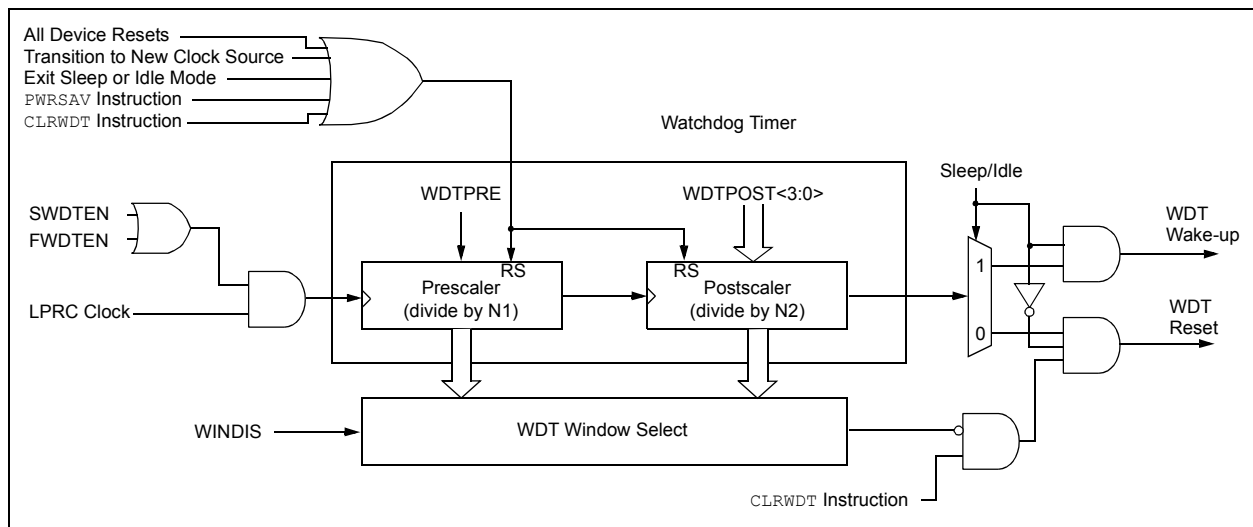 All Device Resets
Transition to New Clock Source
Exit Sleep or Idle Mode
PWRSAV Instruction
CLRWDT Instruction
Watchdog Timer
Sleep/Idle
WDTPRE
WDTPOST<3:0>
SWDTEN
FWDTEN
WDT
Wake-up
RS
RS
1
Prescaler
(divide by N1)
Postscaler
(divide by N2)
LPRC Clock
WDT
Reset
0
WINDIS
WDT Window Select
CLRWDT Instruction